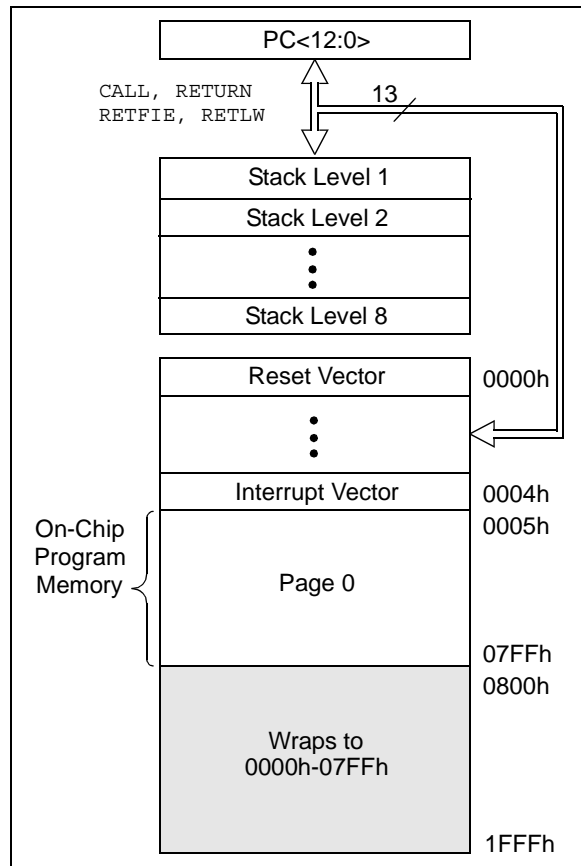 PC<12:0>
CALL, RETURN
RETFIE, RETLW
13
Stack Level 1
Stack Level 2
Stack Level 8
Reset Vector
0000h
Interrupt Vector
0004h
On-Chip
Program
Memory
0005h
Page 0
07FFh
0800h
Wraps to
0000h-07FFh
1FFFh